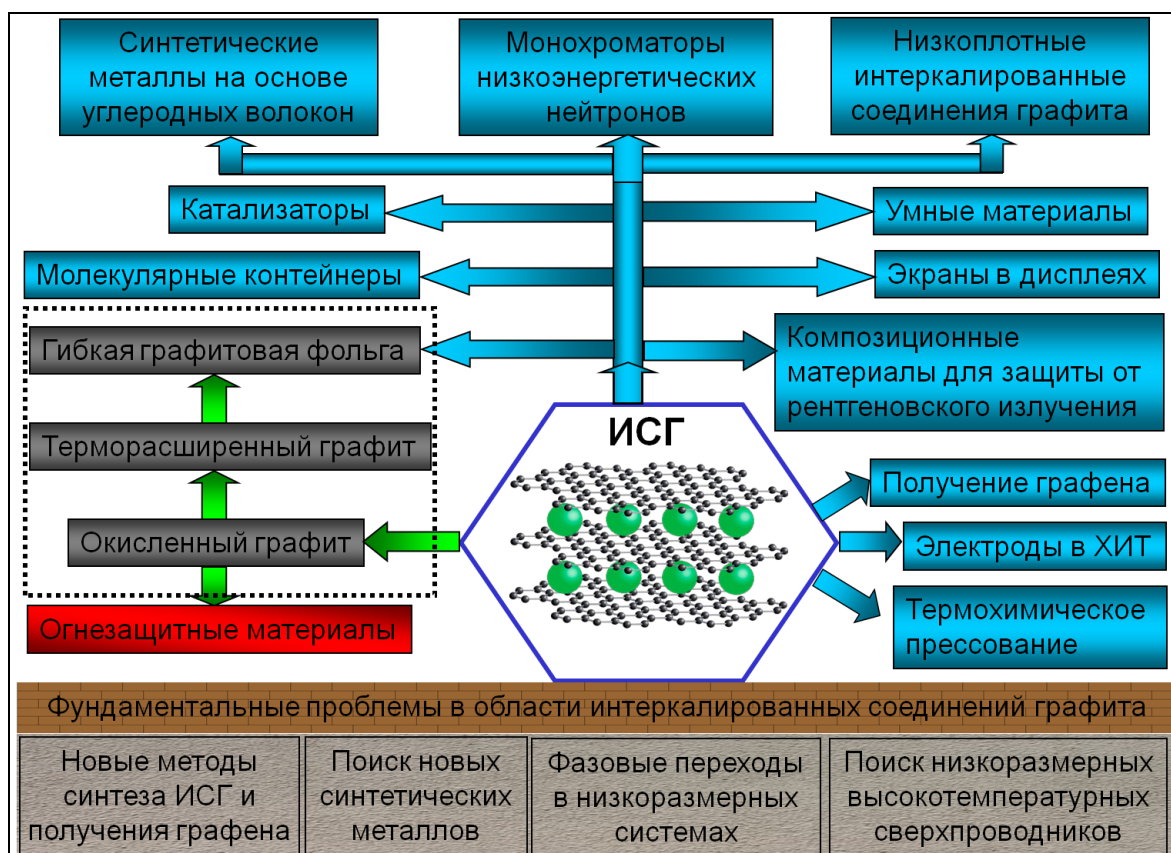 Синтетические
металлы на основе
углеродных волокон
Монохроматоры
низкоэнергетических
нейтронов
Низкоплотные
интеркалированные
соединения графита
Катализаторы
Умные материалы
Молекулярные контейнеры
Экраны в дисплеях
Гибкая графитовая фольга
Композиционные
материалы для защиты от
рентгеновского излучения
ИСГ
Терморасширенный графит
Получение графена
Окисленный графит
Электроды в ХИТ
Огнезащитные материалы
Термохимическое
прессование
Фундаментальные проблемы в области интеркалированных соединений графита
Новые методы
синтеза ИСГ и
получения графена
Поиск новых
синтетических
металлов
Фазовые переходы
в низкоразмерных
системах
Поиск низкоразмерных
высокотемпературных
сверхпроводников